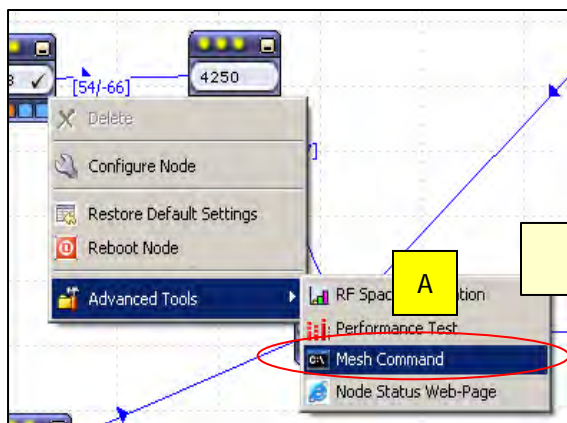 4250
[54/-66]
Delete
Configure Node
Restore Default Settings
Reboot Node
Advanced Tools
A
RF Spac
Performance Test
Mesh Command
Node Status Web-Page